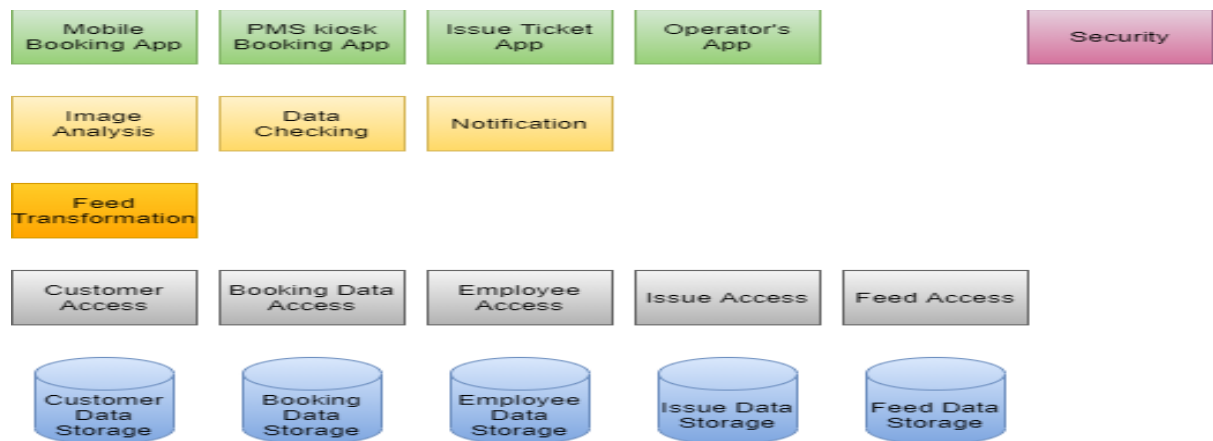 Mobile
Booking App
PMS kiosk
Booking App
Issue Ticket
App
Operator's
App
Security
Image
Analysis
Data
Checking
Notification
Feed
Transformation
Customer
Access
Booking Data
Access
Employee
Access
Issue Access
Feed Access
Customer
Data
Storage
Booking
Data
Storage
Employee
Data
Storage
Issue Data
Storage
Feed Data
Storage